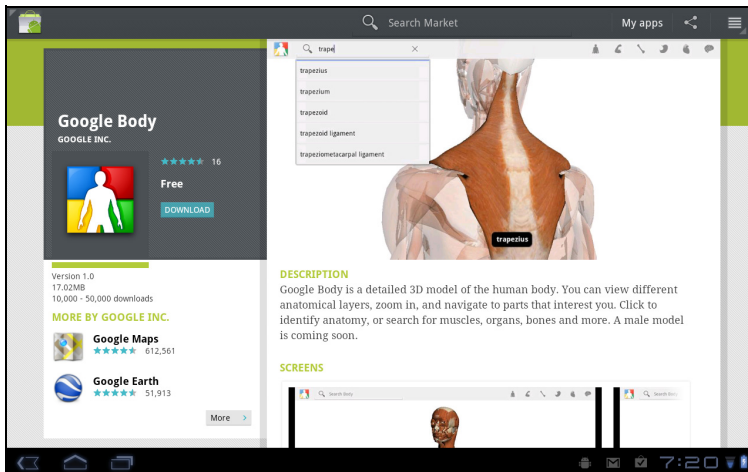 Search Market
My apps
Google Body
GOOGLE INC.
16
Free
DOWNLOAD
Version 1.0
17.02MB
10,000 - 50,000 downloads
MORE BY GOOGLE INC.
Google Maps
612,561
Google Earth
51,913
More
trape
trapezius
trapezium
trapezoid
trapezoid ligament
trapeziometacarpal ligament
trapezius
DESCRIPTION
Google Body is a detailed 3D model of the human body. You can view different
anatomical layers, zoom in, and navigate to parts that interest you. Click to
identify anatomy, or search for muscles, organs, bones and more. A male model
is coming soon.
SCREENS
Search Body
Search Body
7:20